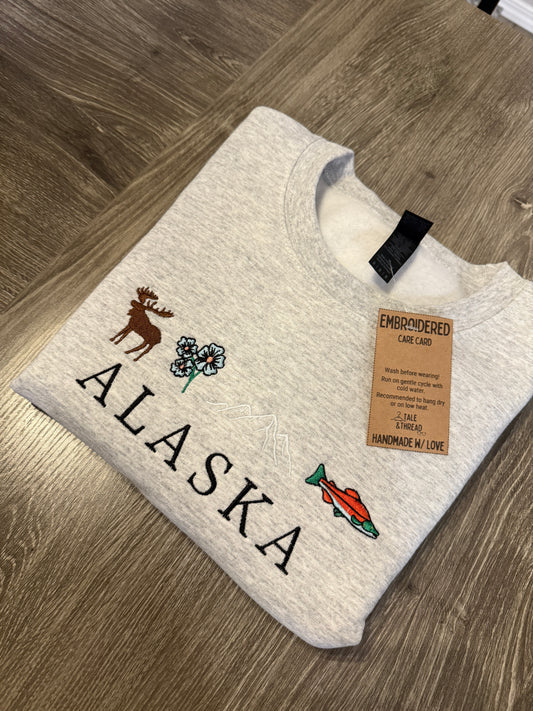 EMBROIDERED
CARE CARD
Wash before wearing!
Run on gentle cycle with
cold water.
Recommended to hang dry
or on low heat.
TALE
&THREAD
HANDMADE W/ LOVE
ALASKA